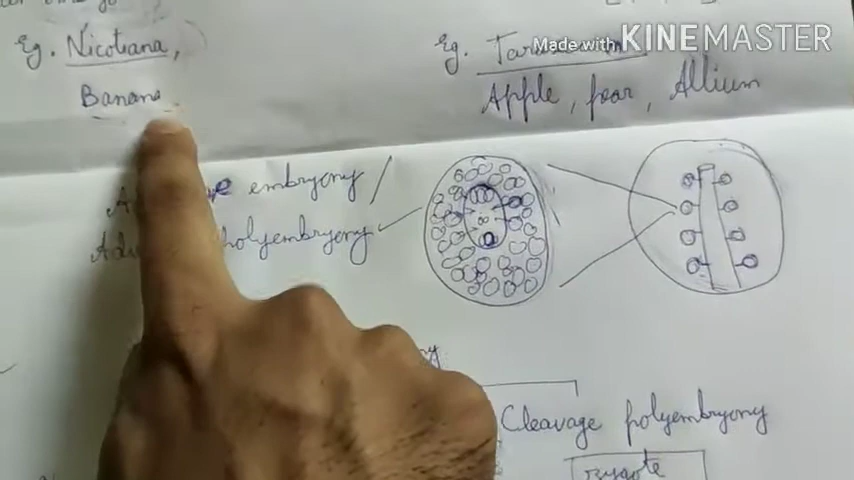 Eg. Nicotiana,
Banana
Eg.
Made with KINEMASTER
Apple, pear, Allium
embryony /
polyembryony
Cleavage polyembryony
zygote